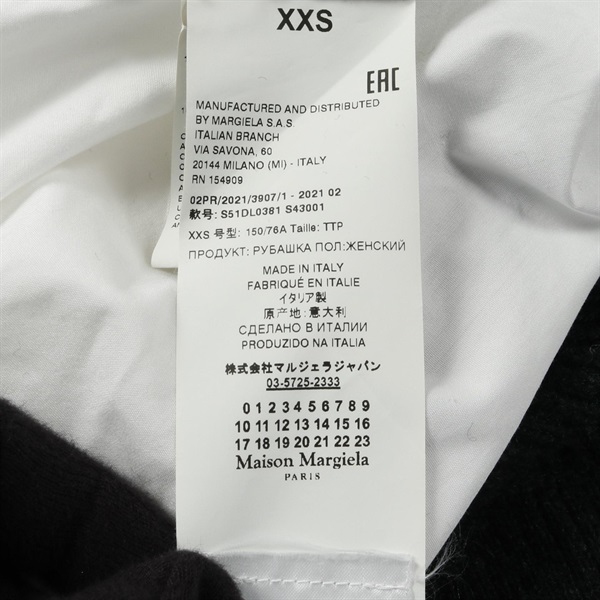 XXS
EAC
MANUFACTURED AND DISTRIBUTED
BY MARGIELA S.A.S
ITALIAN BRANCH
VIA SAVONA, 60
20144 MILANO (MI) - ITALY
RN 154909
02PR/2021/3907/1 - 2021 02
款号: S51DL0381 S43001
XXS 号型: 150/76A Taille: TTP
ПРОДУКТ: РУБАШКА ПОЛ:ЖЕНСКИЙ
MADE IN ITALY
FABRIQUÉ EN ITALIE
イタリア製
原产地: 意大利
СДЕЛАНО В ИТАЛИИ
PRODUZIDO NA ITALIA
株式会社マルジェラジャパン
03-5725-2333
0 1 2 3 4 5 6 7 8 9
10 11 12 13 14 15 16
17 18 19 20 21 22 23
Maison Margiela
PARIS